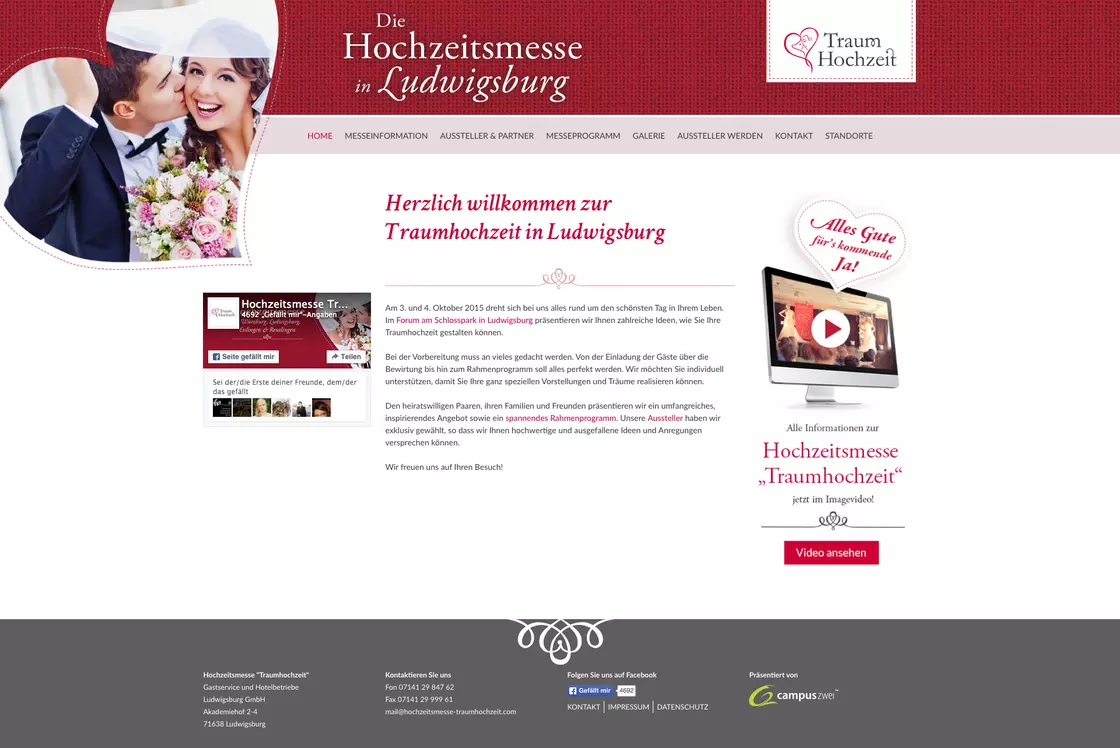 Die
Hochzeitsmesse
in Ludwigsburg
Traum
Hochzeit
HOME MESSEINFORMATION AUSSTELLER & PARTNER MESSEPROGRAMM GALERIE AUSSTELLER WERDEN KONTAKT STANDORTE
Herzlich willkommen zur
Traumhochzeit in Ludwigsburg
Am 3. und 4. Oktober 2015 dreht sich bei uns alles rund um den schönsten Tag in Ihrem Leben.
Im Forum am Schlosspark in Ludwigsburg präsentieren wir Ihnen zahlreiche Ideen, wie Sie Ihre
Traumhochzeit gestalten können.
Bei der Vorbereitung muss an vieles gedacht werden. Von der Einladung der Gäste über die
Bewirtung bis hin zum Rahmenprogramm soll alles perfekt werden. Wir möchten Sie individuell
unterstützen, damit Sie Ihre ganz speziellen Vorstellungen und Träume realisieren können.
Den heiratswilligen Paaren, ihren Familien und Freunden präsentieren wir ein umfangreiches,
inspirierendes Angebot sowie ein spannendes Rahmenprogramm. Unsere Aussteller haben wir
exklusiv gewählt, so dass wir Ihnen hochwertige und ausgefallene Ideen und Anregungen
versprechen können.
Wir freuen uns auf Ihren Besuch!
Hochzeitsmesse Tr...
4692 „Gefällt mir“-Angaben
Esslingen & Reutlingen
Seite gefällt mir
Teilen
Sei der/die Erste deiner Freunde, dem/der
das gefällt
Alles Gute
für's kommende
Ja!
Alle Informationen zur
Hochzeitsmesse
„Traumhochzeit“
jetzt im Imagevideo!
Video ansehen
Hochzeitsmesse "Traumhochzeit"
Gastservice und Hotelbetriebe
Ludwigsburg GmbH
Akademiehof 2-4
71638 Ludwigsburg
Kontaktieren Sie uns
Fon 07141 29 847 62
Fax 07141 29 999 61
mail@hochzeitsmesse-traumhochzeit.com
Folgen Sie uns auf Facebook
Gefällt mir 4692
KONTAKT IMPRESSUM DATENSCHUTZ
Präsentiert von
campuszwei™